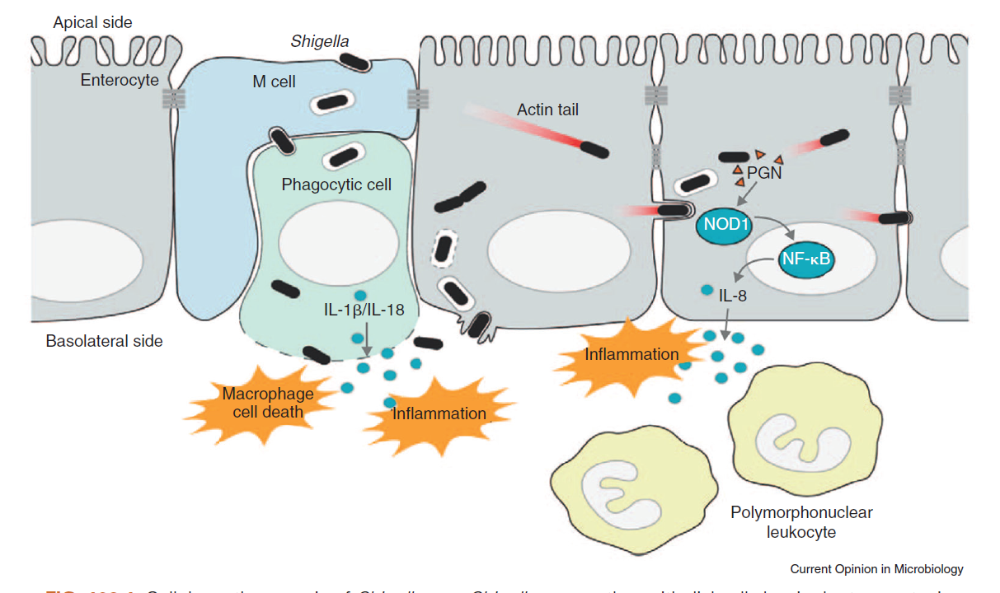 Apical side
Shigella
Enterocyte
M cell
Actin tail
PGN
Phagocytic cell
NOD1
NF-κB
IL-8
IL-1β/IL-18
Basolateral side
Inflammation
Macrophage
cell death
Inflammation
Polymorphonuclear
leukocyte
Current Opinion in Microbiology